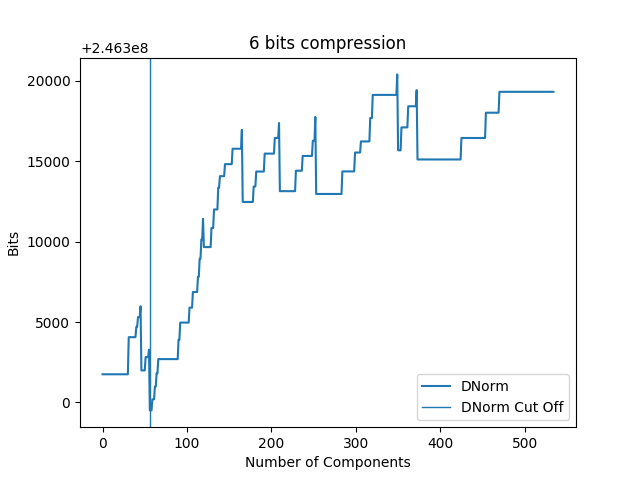 6 bits compression
+2.463e8
20000
15000
10000
5000
0
Bits
0 100 200 300 400 500
Number of Components
DNorm
DNorm Cut Off